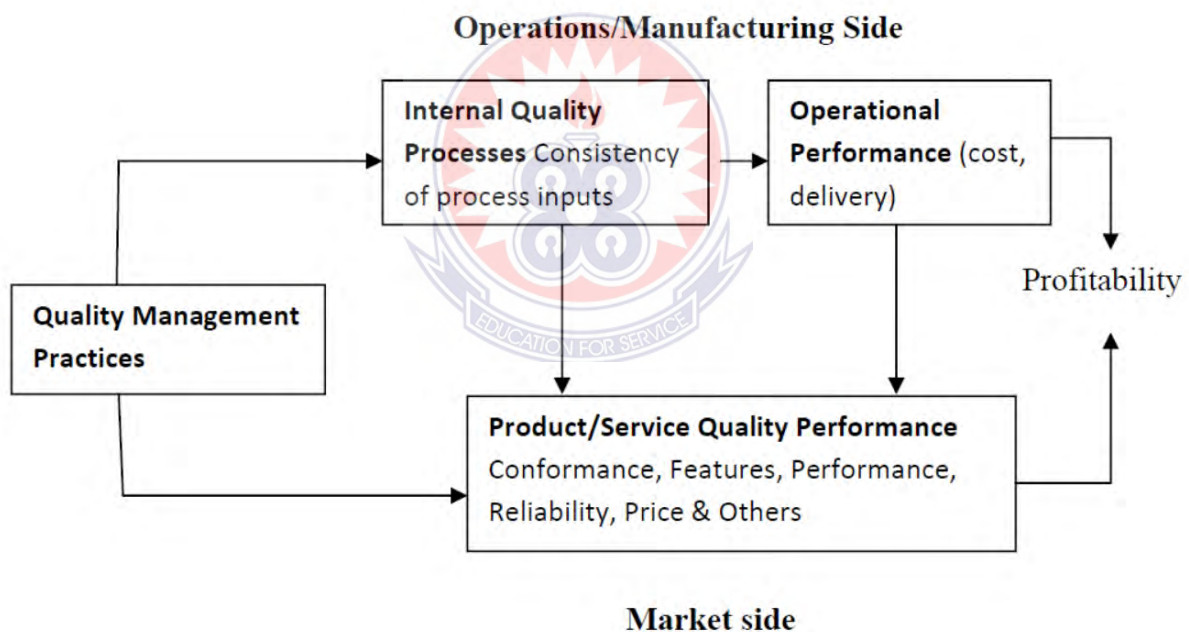 Operations/Manufacturing Side
Internal Quality
Processes Consistency
of process inputs
Operational
Performance (cost,
delivery)
Profitability
Quality Management
Practices
EDUCATION FOR SERVICE
Product/Service Quality Performance
Conformance, Features, Performance,
Reliability, Price & Others
Market side